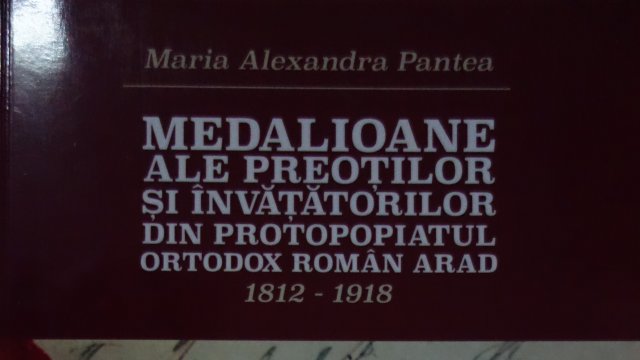 Maria Alexandra Pantea
MEDALIOANE
ALE PREOȚILOR
ȘI ÎNVĂȚĂTORILOR
DIN PROTOPOPIATUL
ORTODOX ROMÂN ARAD
1812 - 1918